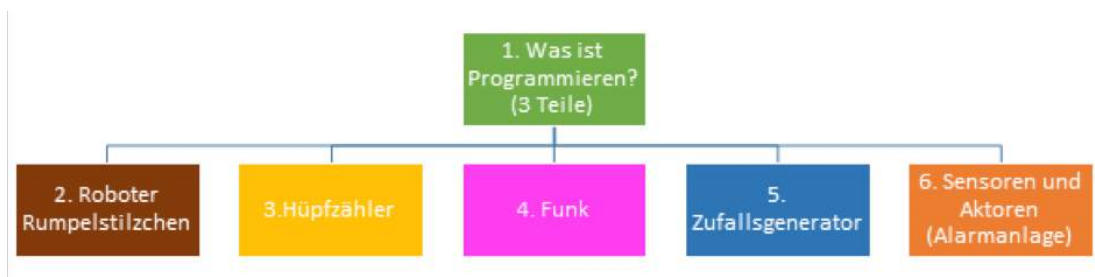 1. Was ist
Programmieren?
(3 Teile)
2. Roboter
Rumpelstilzchen
3.Hüpfzähler
4. Funk
5.
Zufallsgenerator
6. Sensoren und
Aktoren
(Alarmanlage)